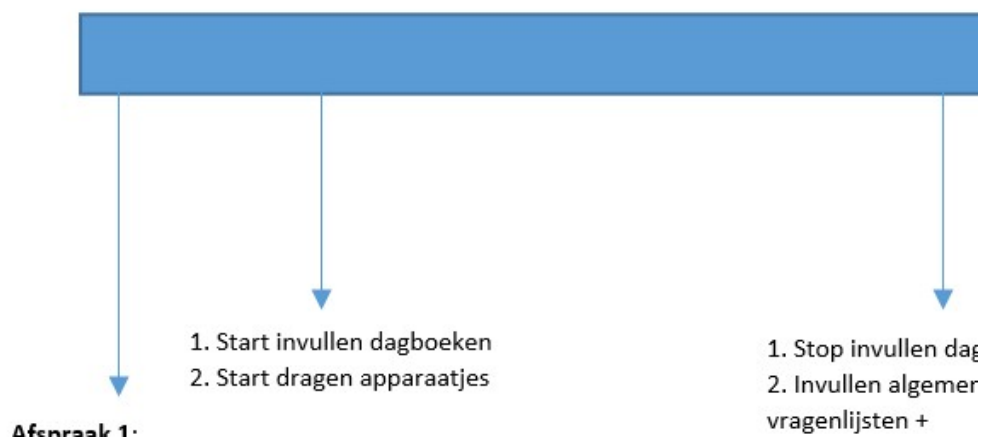 1. Start invullen dagboeken
2. Start dragen apparaatjes
1. Stop invullen
2. Invullen
vragenlijsten +
Afspraak 1: